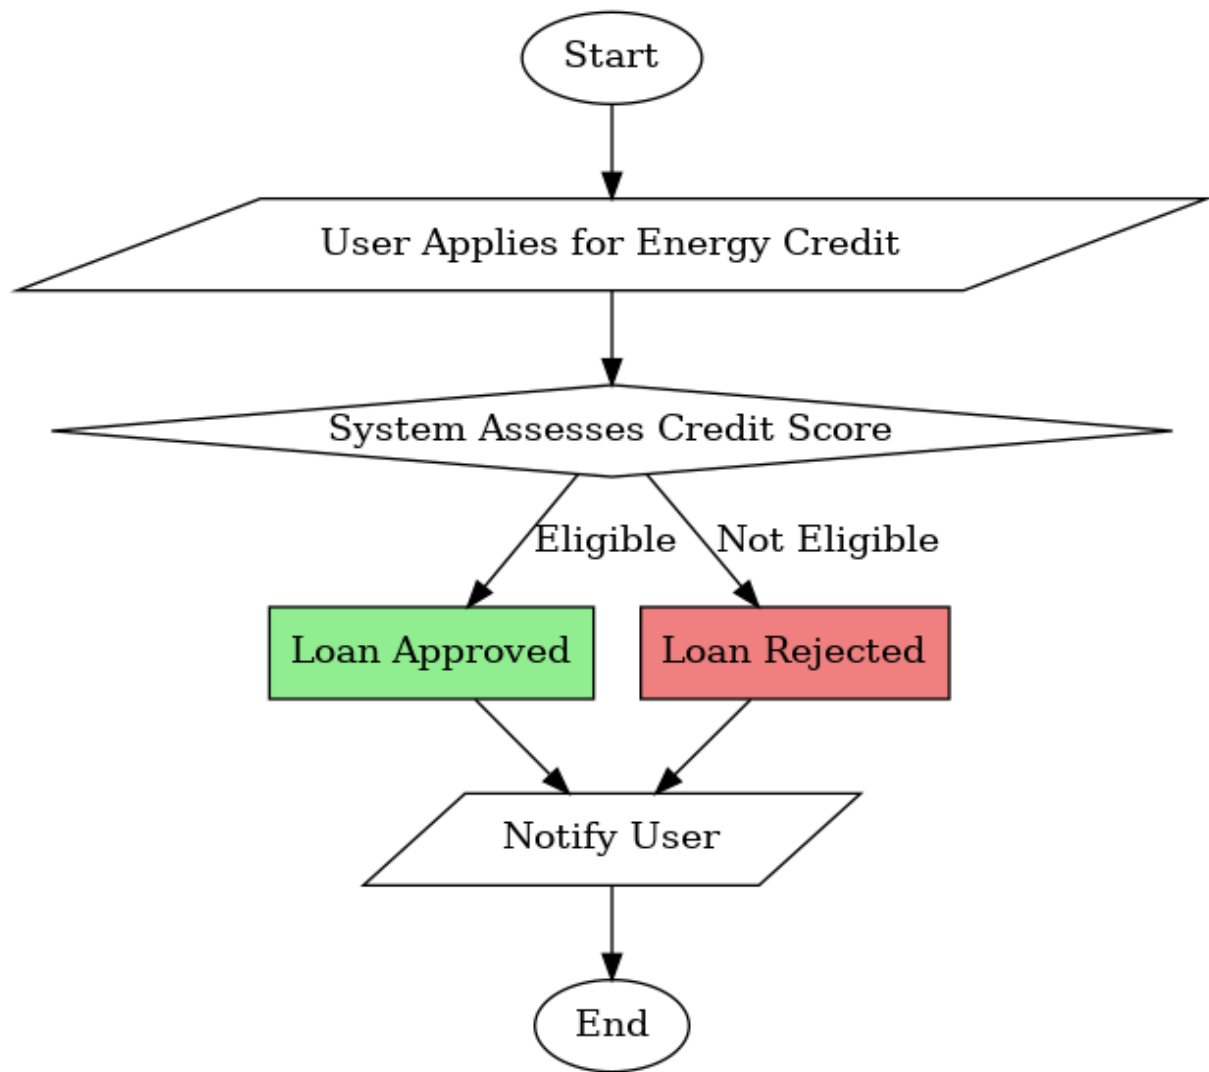 Start
User Applies for Energy Credit
System Assesses Credit Score
Eligible
Not Eligible
Loan Approved
Loan Rejected
Notify User
End